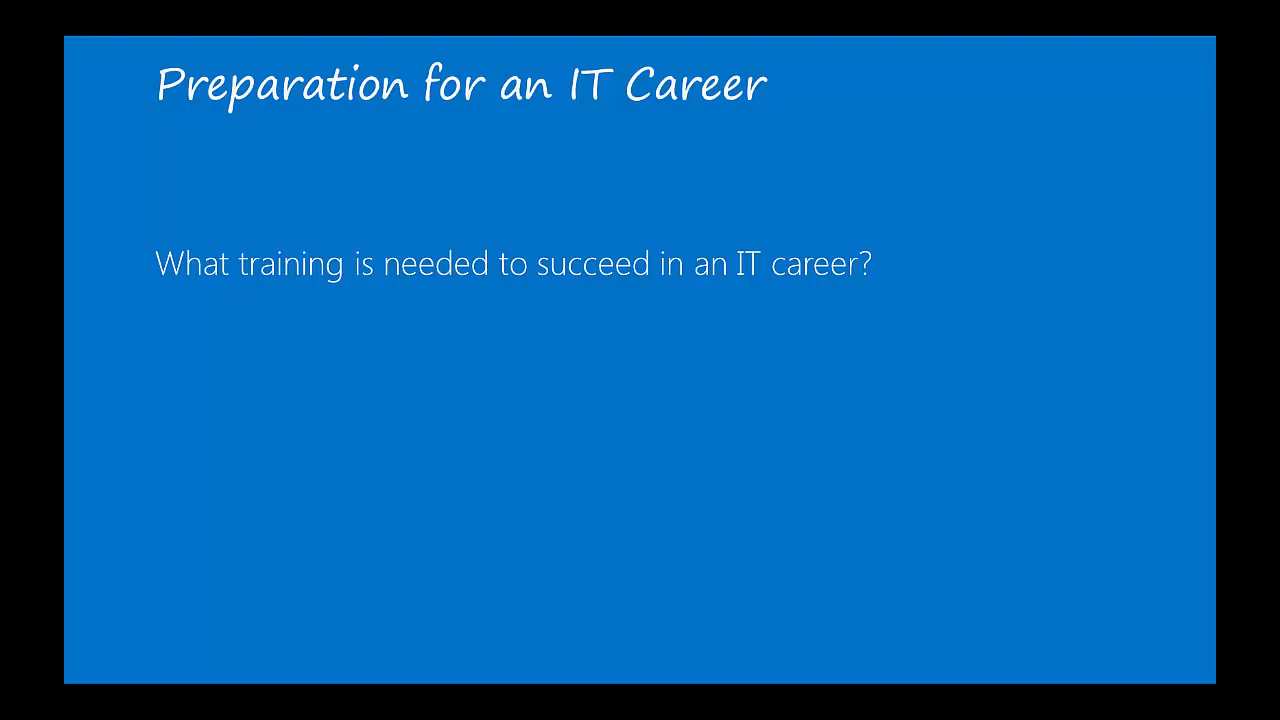 Preparation for an IT Career
What training is needed to succeed in an IT career?